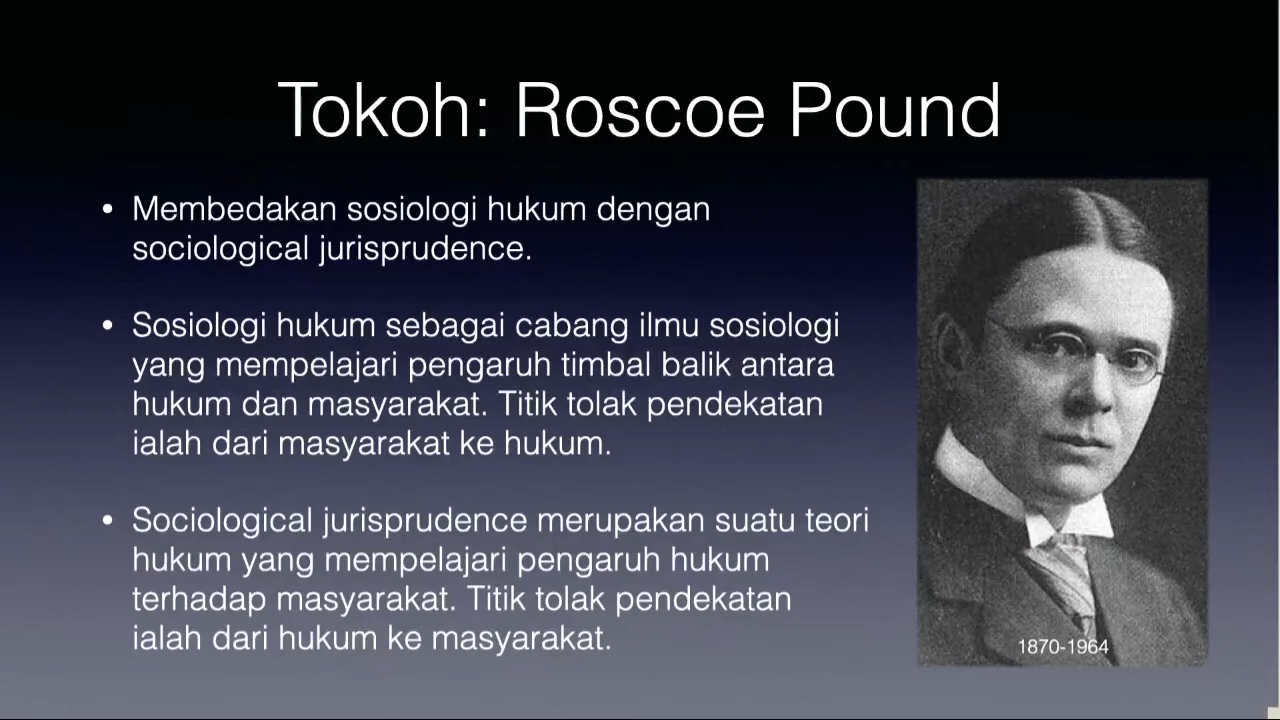 Tokoh: Roscoe Pound
• Membedakan sosiologi hukum dengan
sociological jurisprudence.
• Sosiologi hukum sebagai cabang ilmu sosiologi
yang mempelajari pengaruh timbal balik antara
hukum dan masyarakat. Titik tolak pendekatan
ialah dari masyarakat ke hukum.
• Sociological jurisprudence merupakan suatu teori
hukum yang mempelajari pengaruh hukum
terhadap masyarakat. Titik tolak pendekatan
ialah dari hukum ke masyarakat.
1870-1964